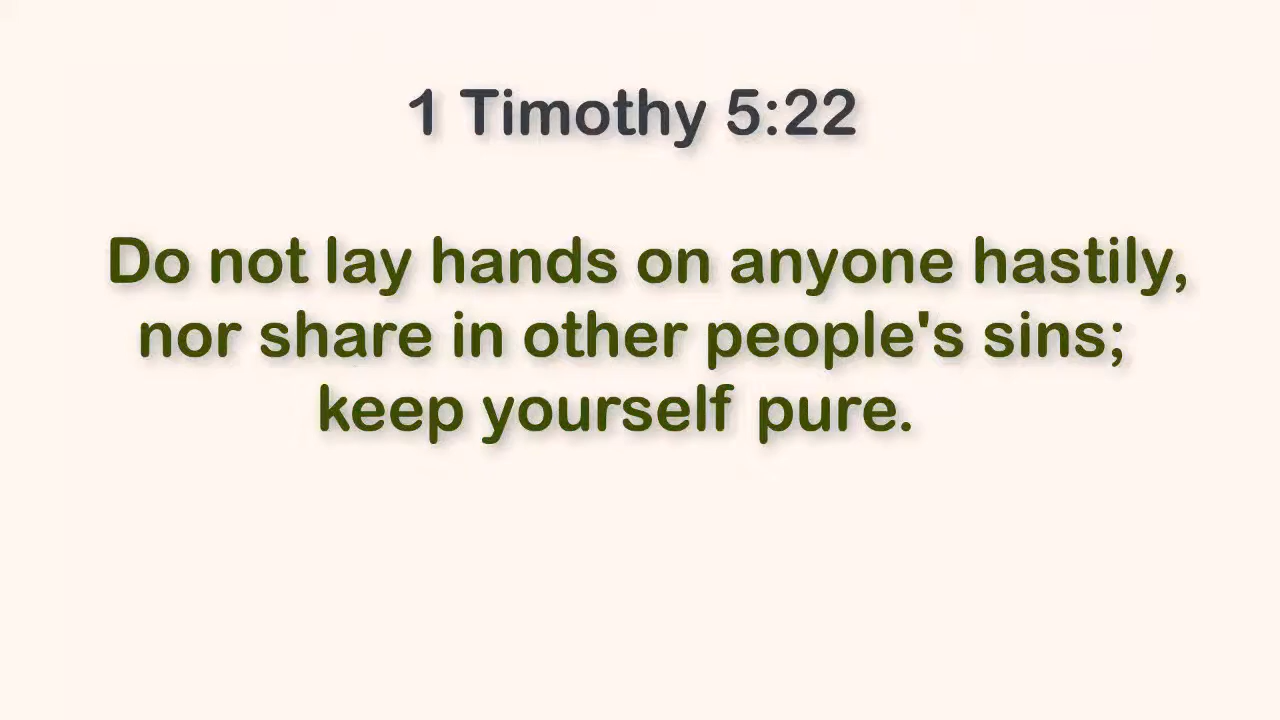 1 Timothy 5:22
Do not lay hands on anyone hastily,
nor share in other people's sins;
keep yourself pure.